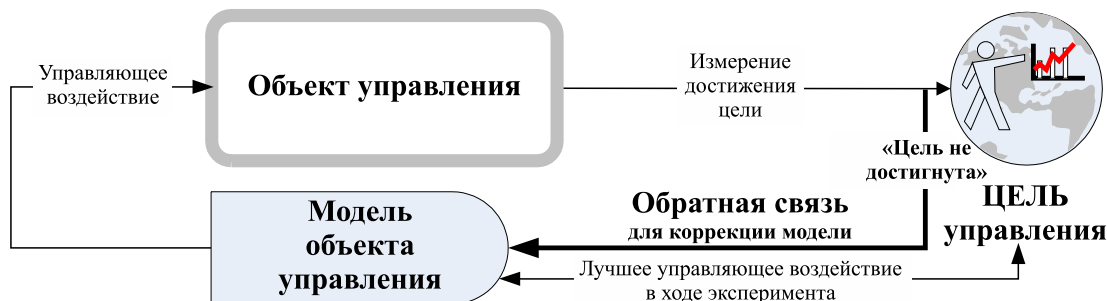 Управляющее
воздействие
Объект управления
Измерение
достижения
цели
«Цель не
достигнута»
ЦЕЛЬ
управления
Обратная связь
для коррекции модели
Модель
объекта
управления
Лучшее управляющее воздействие
в ходе эксперимента